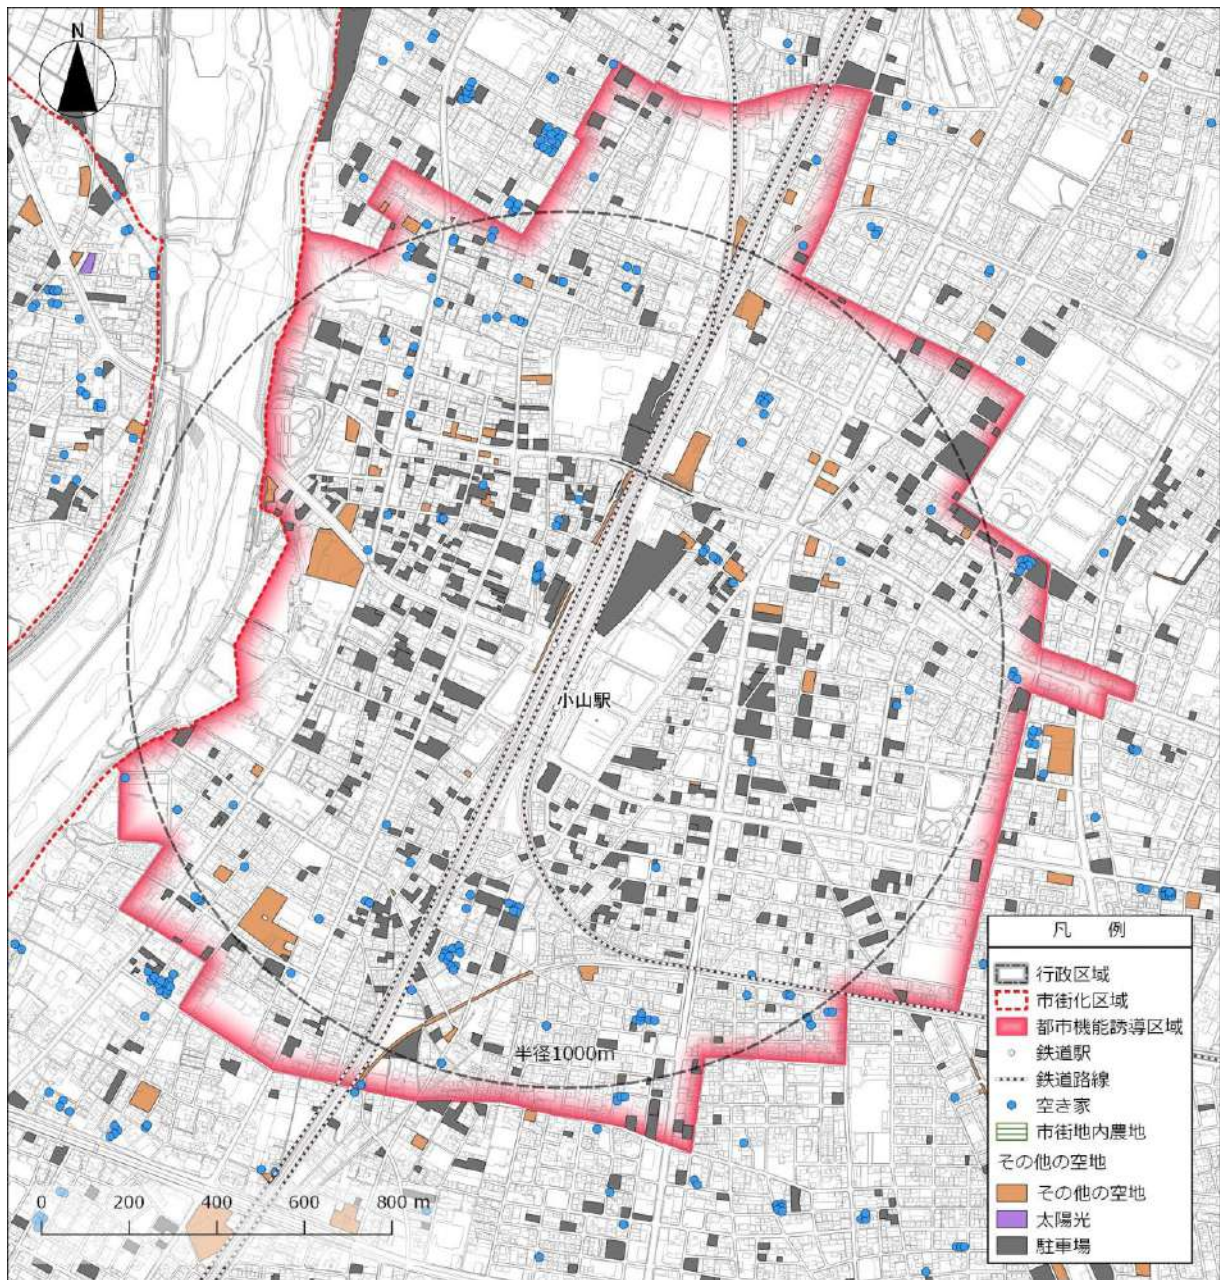 N
小山駅
半径1000m
凡 例
行政区域
市街化区域
都市機能誘導区域
鉄道駅
鉄道路線
空き家
市街地内農地
その他の空地
その他の空地
太陽光
駐車場
0 200 400 600 800 m